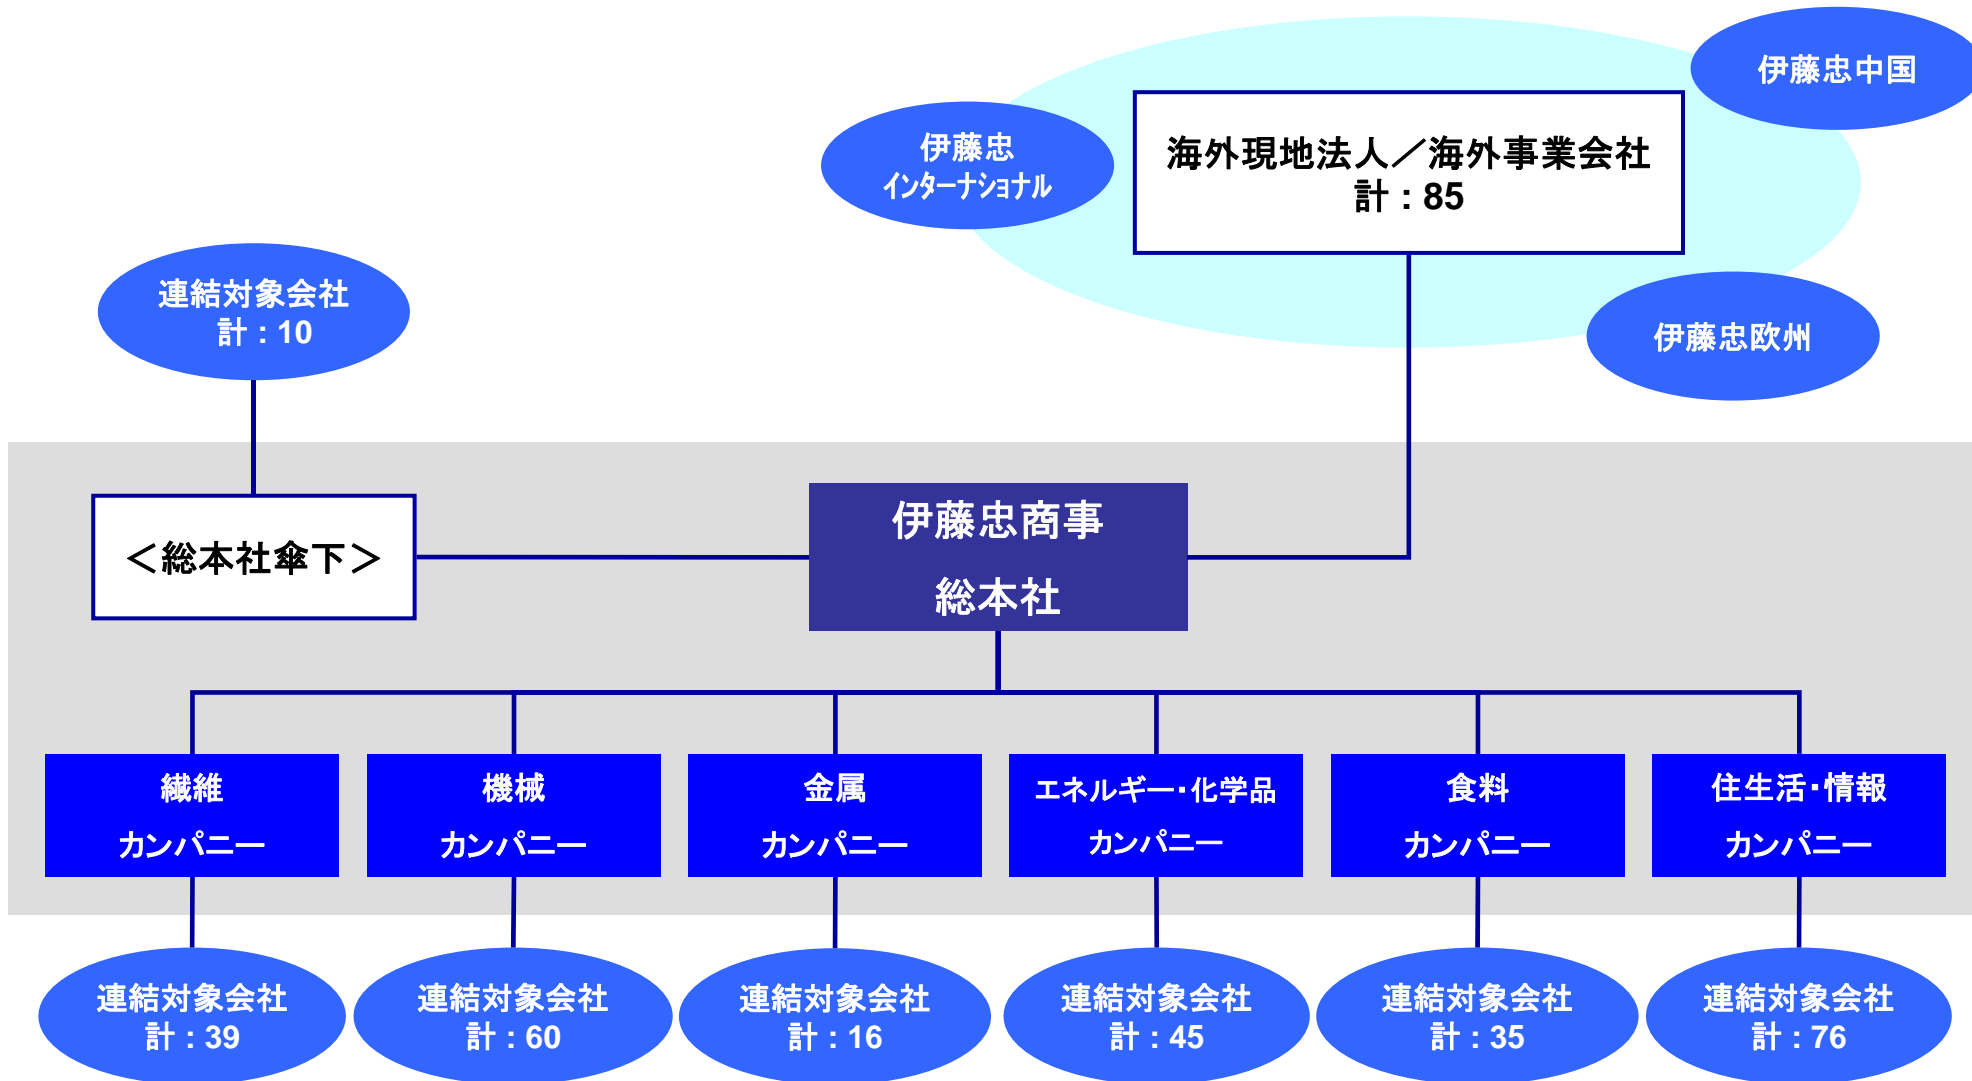 伊藤忠中国
海外現地法人／海外事業会社
計：85
伊藤忠
インターナショナル
連結対象会社
計：10
伊藤忠欧州
＜総本社傘下＞
伊藤忠商事
総本社
繊維
カンパニー
機械
カンパニー
金属
カンパニー
エネルギー・化学品
カンパニー
食料
カンパニー
住生活・情報
カンパニー
連結対象会社
計：39
連結対象会社
計：60
連結対象会社
計：16
連結対象会社
計：45
連結対象会社
計：35
連結対象会社
計：76